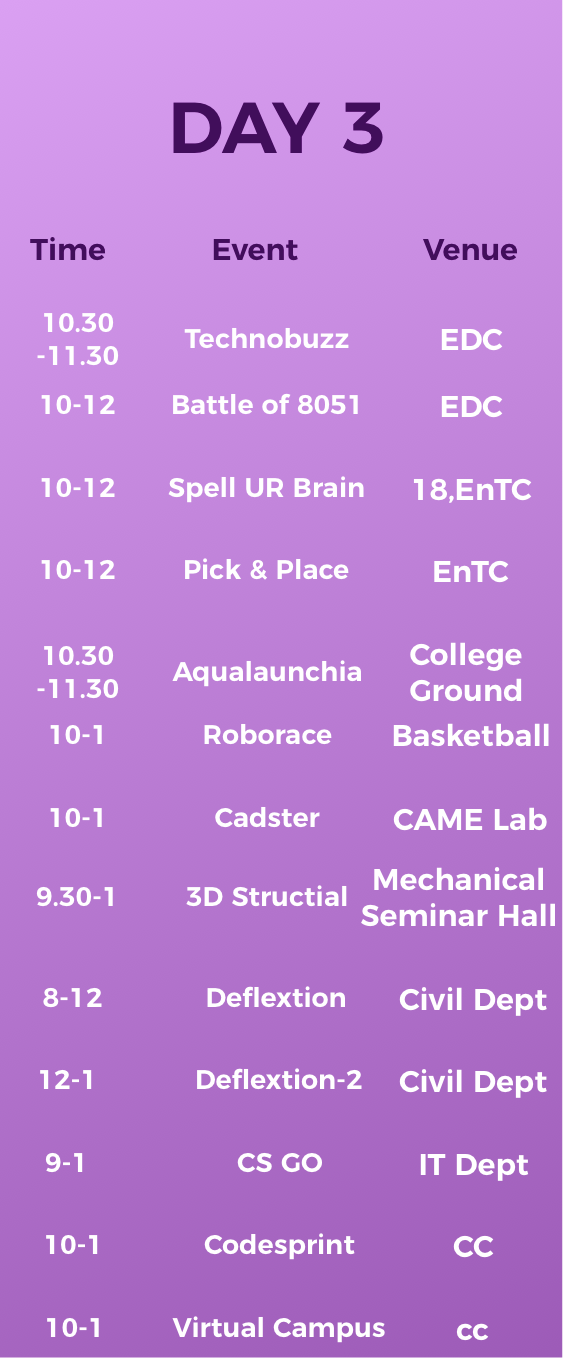 DAY 3
Time Event Venue
10.30
-11.30 Technobuzz EDC
10-12 Battle of 8051 EDC
10-12 Spell UR Brain 18,EnTC
10-12 Pick & Place EnTC
10.30
-11.30 Aqualaunchia College
Ground
10-1 Roborace Basketball
10-1 Cadster CAME Lab
9.30-1 3D Structial Mechanical
Seminar Hall
8-12 Deflextion Civil Dept
12-1 Deflextion-2 Civil Dept
9-1 CS GO IT Dept
10-1 Codesprint CC
10-1 Virtual Campus cc